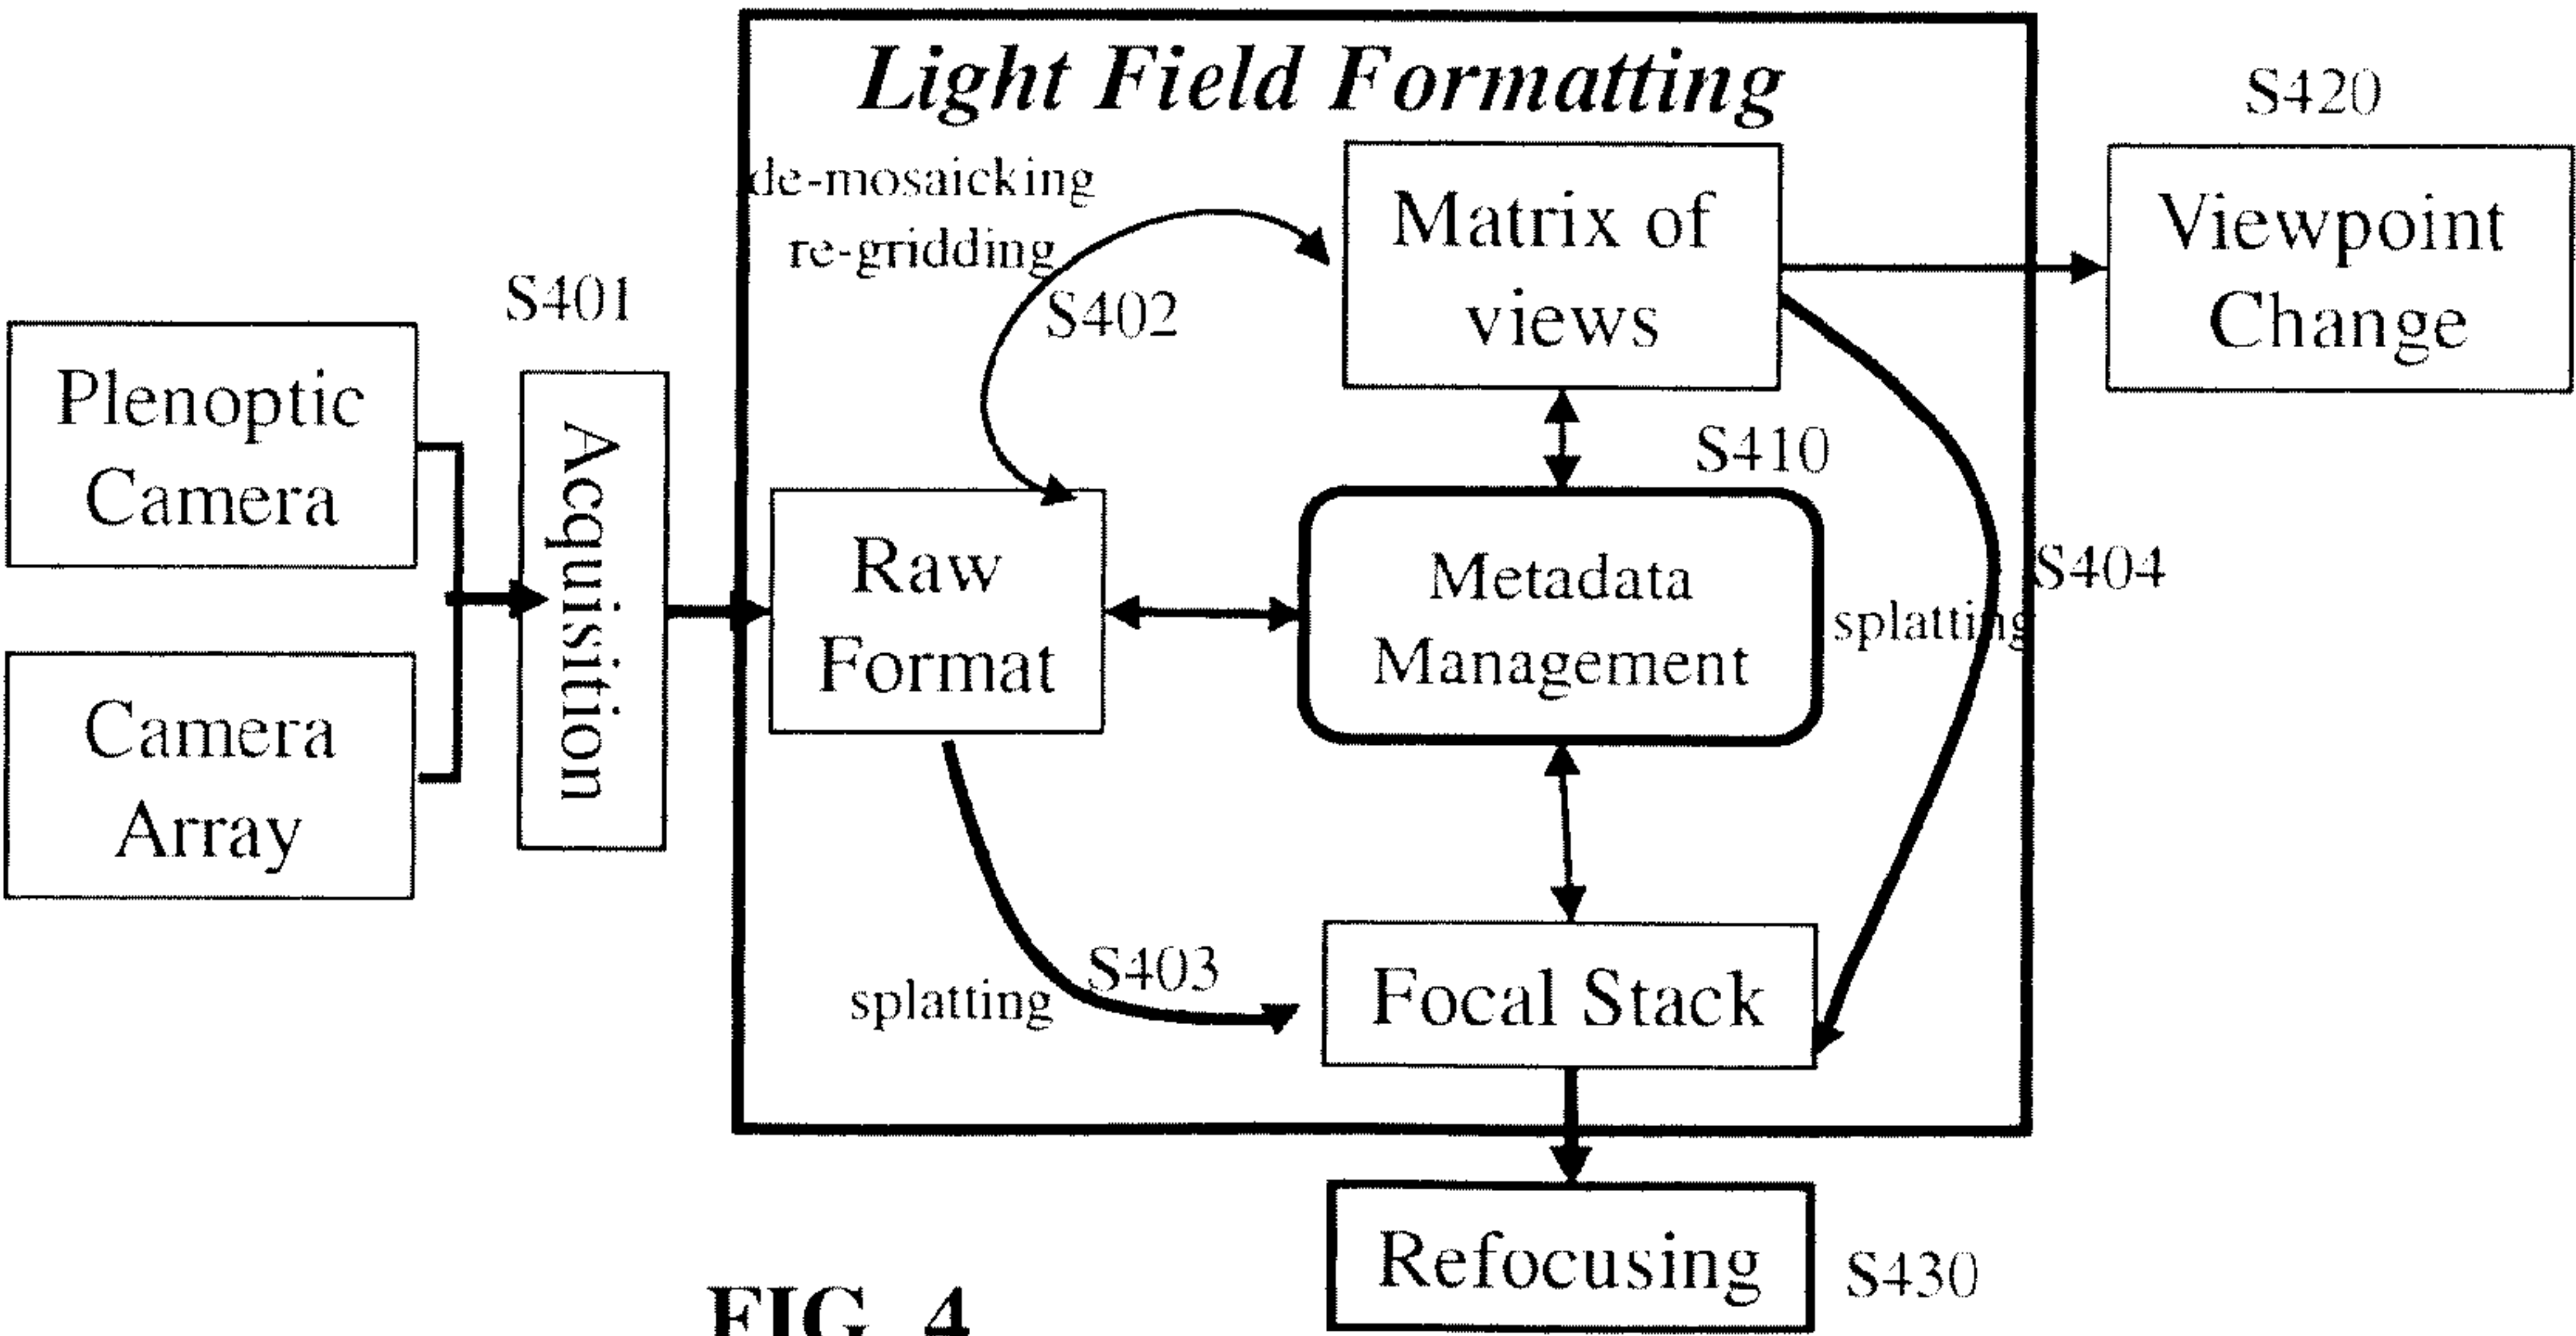 Light Field Formatting
S420
de-mosaicking
re-gridding
S402
Matrix of
views
Viewpoint
Change
S401
Plenoptic
Camera
Camera
Array
Acquisition
Raw
Format
S410
Metadata
Management
S404
splatting
S403
splatting
Focal Stack
Refocusing
S430
FIG. 4